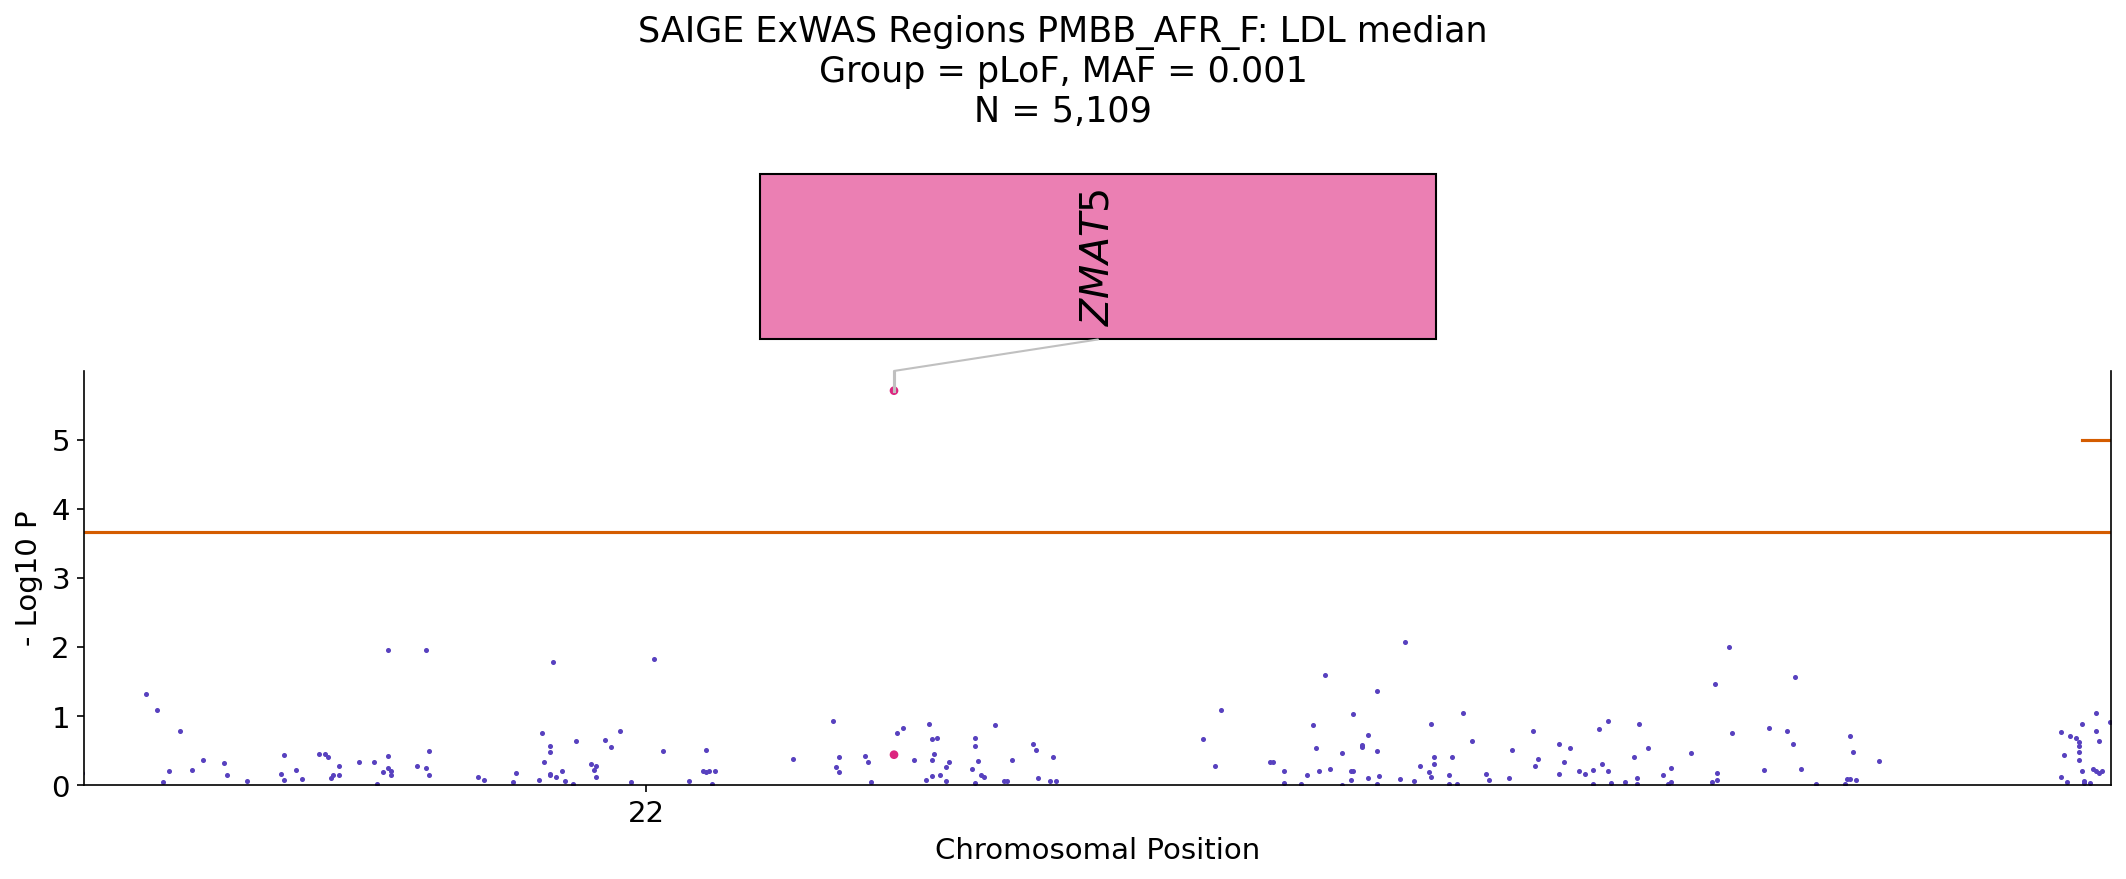 SAIGE ExWAS Regions PMBB_AFR_F: LDL median
Group = pLoF, MAF = 0.001
N = 5,109
ZMAT5
5
4
3
2
1
0
- Log10 P
22
Chromosomal Position